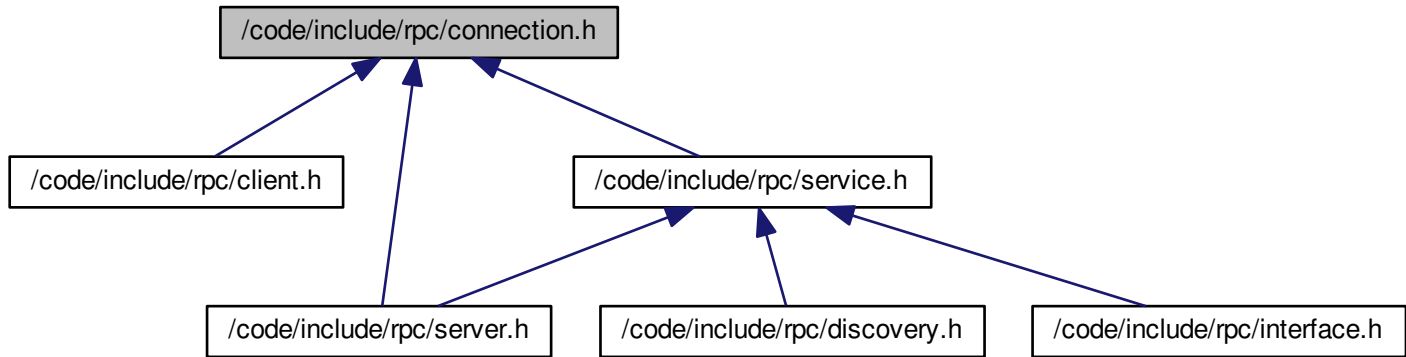 /code/include/rpc/connection.h
/code/include/rpc/client.h
/code/include/rpc/service.h
/code/include/rpc/server.h
/code/include/rpc/discovery.h
/code/include/rpc/interface.h